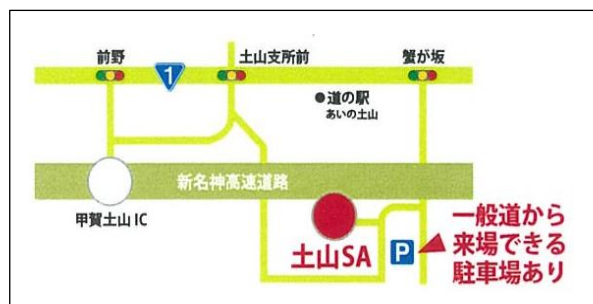 前野
1
土山支所前
蟹が坂
●道の駅
あいの土山
新名神高速道路
甲賀土山 IC
土山SA
P
一般道から
来場できる
駐車場あり